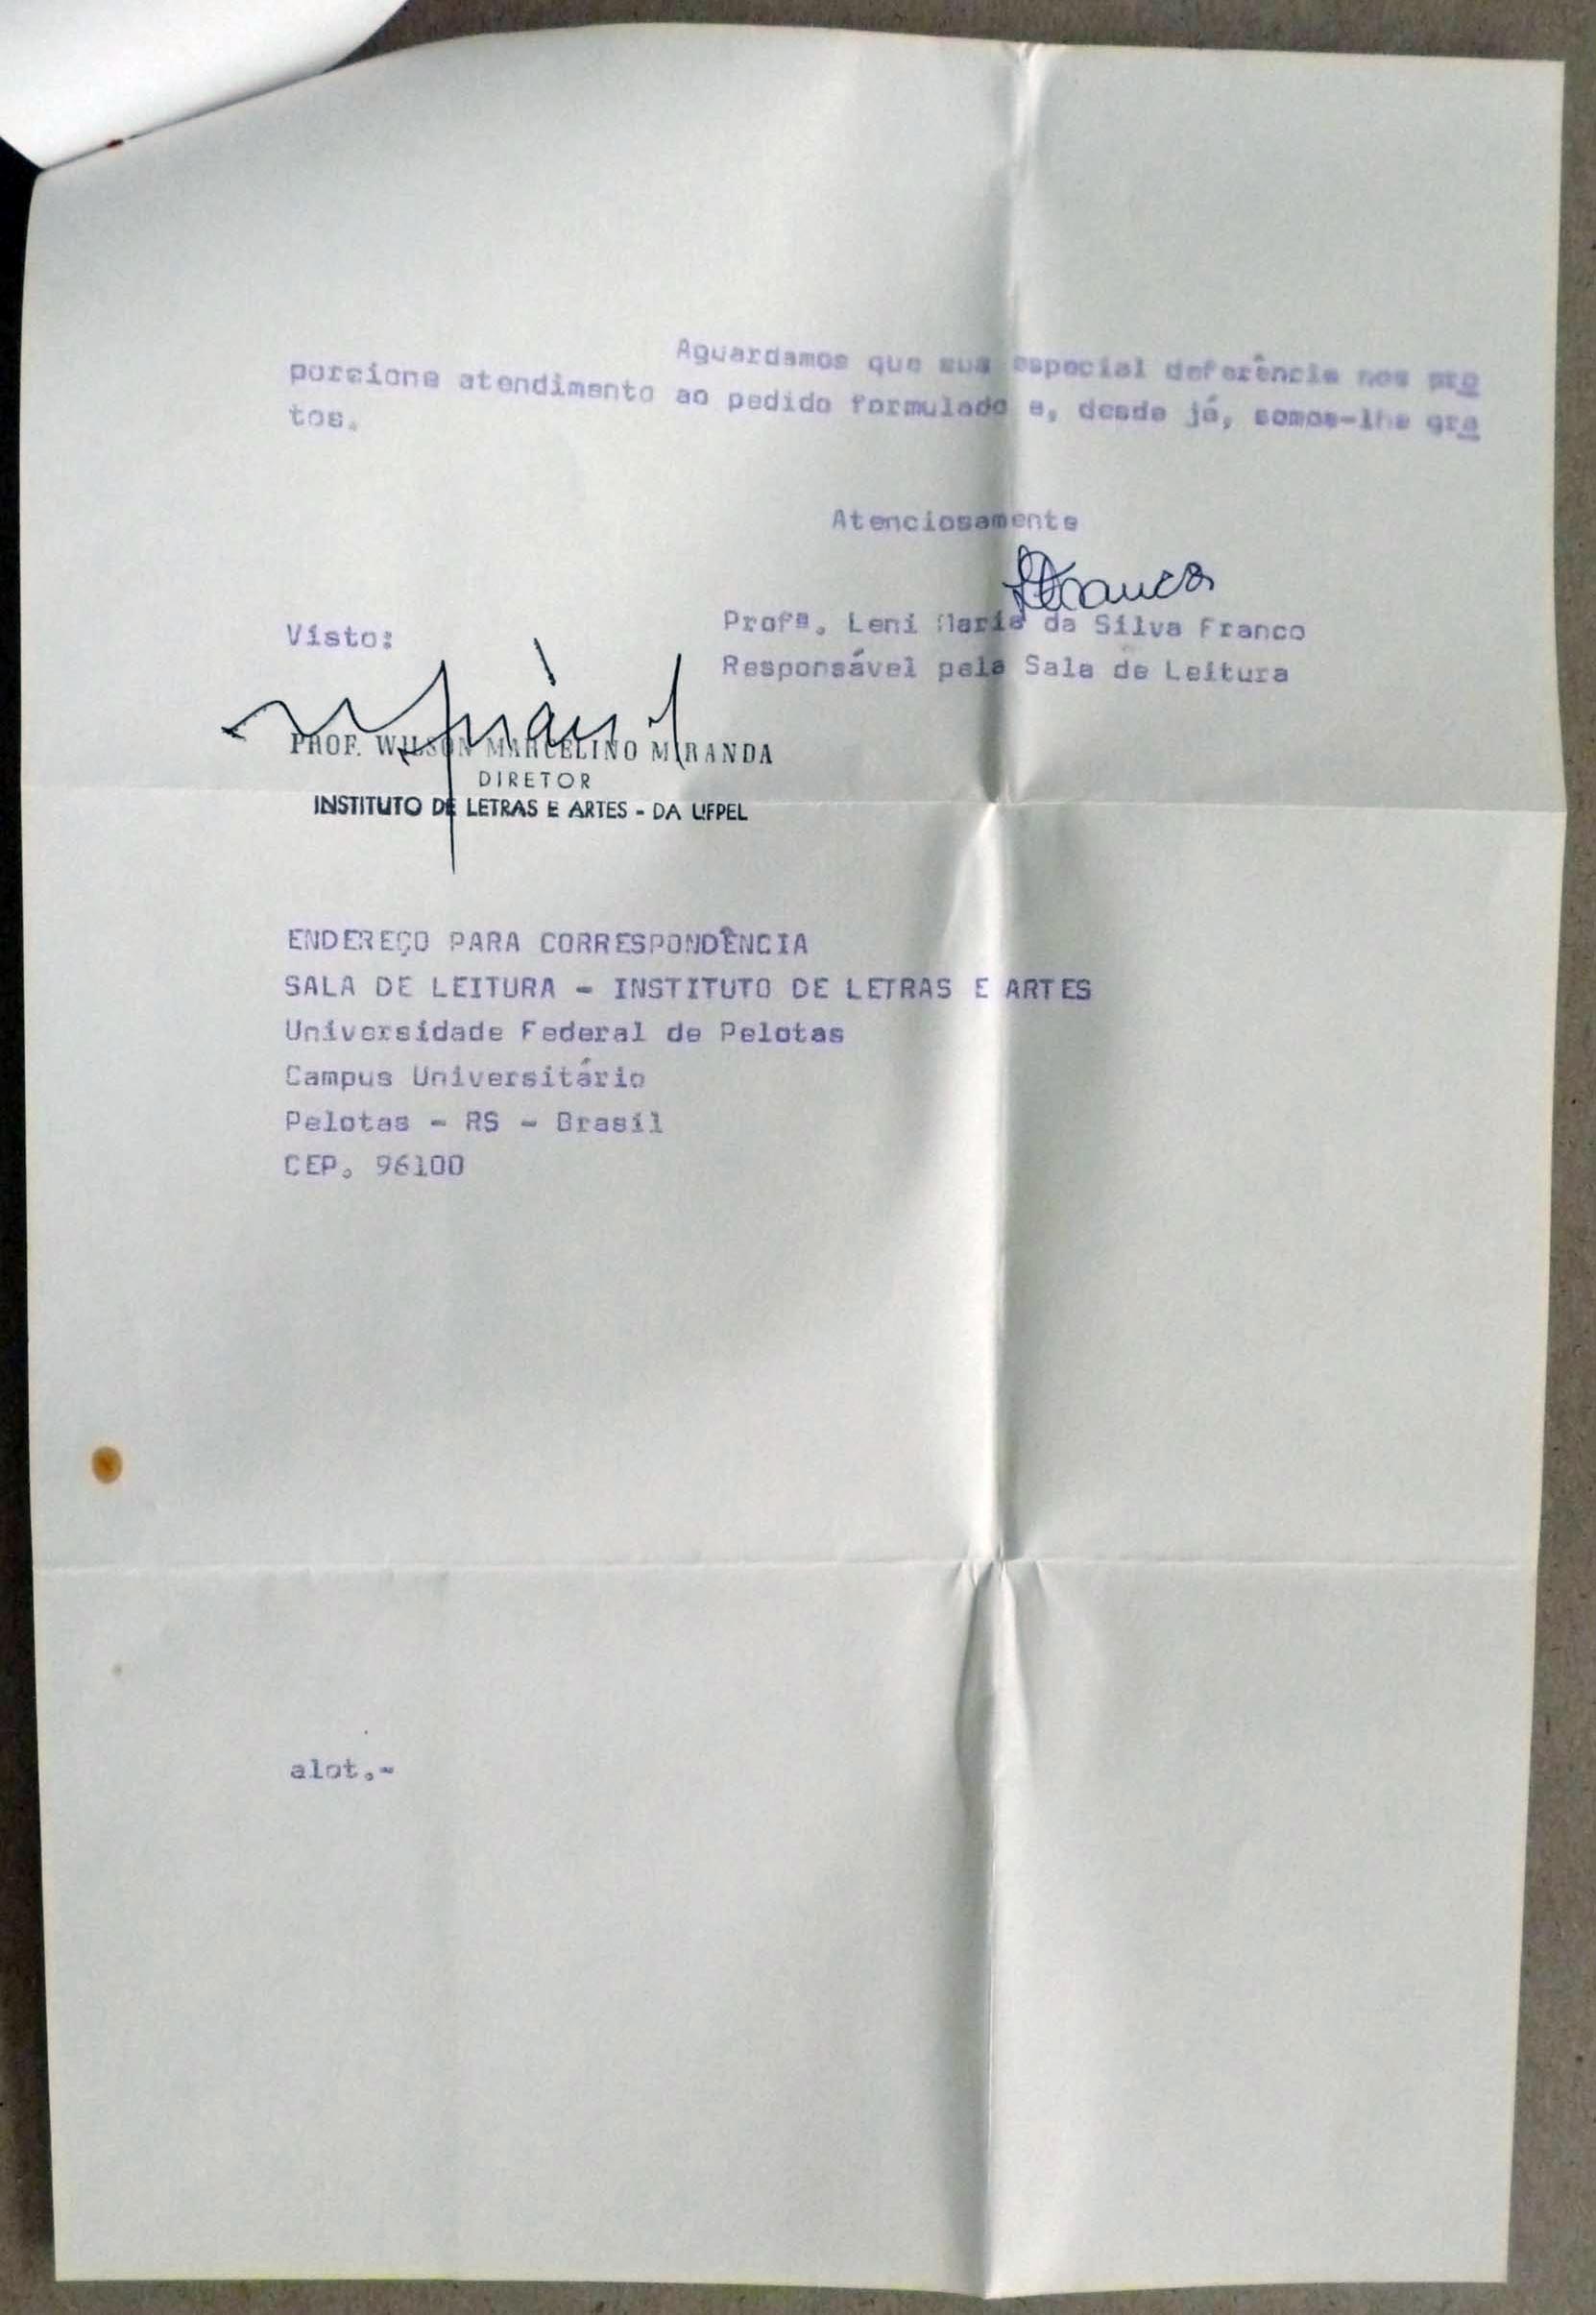 Aguardamos que sua especial deferência nos pro
porcione atendimento ao pedido formulado e, desde já, somos-lhe gra
tos.
Atenciosamente
Franco
Profª. Leni Maria da Silva Franco
Responsável pela Sala de Leitura
Visto:
PROF. WILSON MARCELINO MIRANDA
DIRETOR
INSTITUTO DE LETRAS E ARTES - DA UFPEL
ENDEREÇO PARA CORRESPONDÊNCIA
SALA DE LEITURA - INSTITUTO DE LETRAS E ARTES
Universidade Federal de Pelotas
Campus Universitário
Pelotas - RS - Brasil
CEP. 96100
alot.-